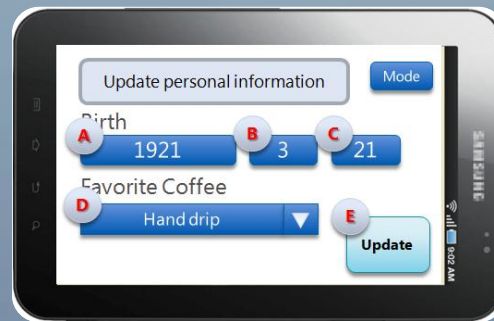 Update personal information
Mode
Birth
A
B
C
1921
3
21
Favorite Coffee
D
Hand drip
E
Update
SAMSUNG
9:02 AM